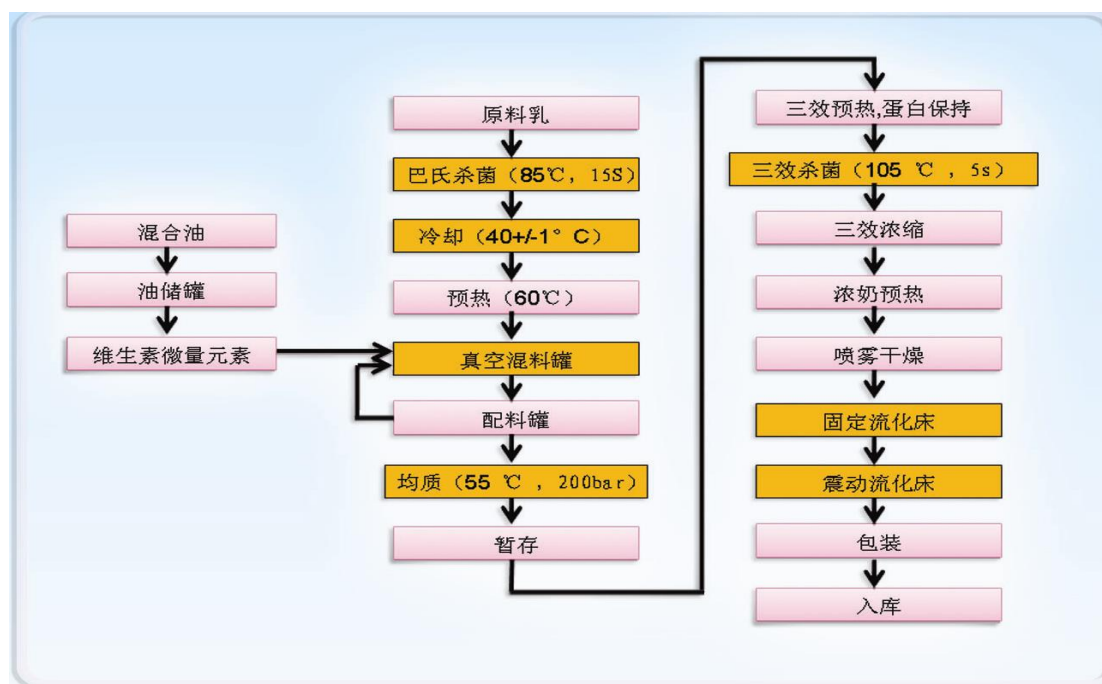 原料乳
巴氏杀菌（85℃，15S）
冷却（40+/-1°C）
预热（60℃）
真空混料罐
配料罐
均质（55 ℃ ，200bar）
暂存
混合油
油储罐
维生素微量元素
三效预热,蛋白保持
三效杀菌（105 ℃ ，5s）
三效浓缩
浓奶预热
喷雾干燥
固定流化床
震动流化床
包装
入库